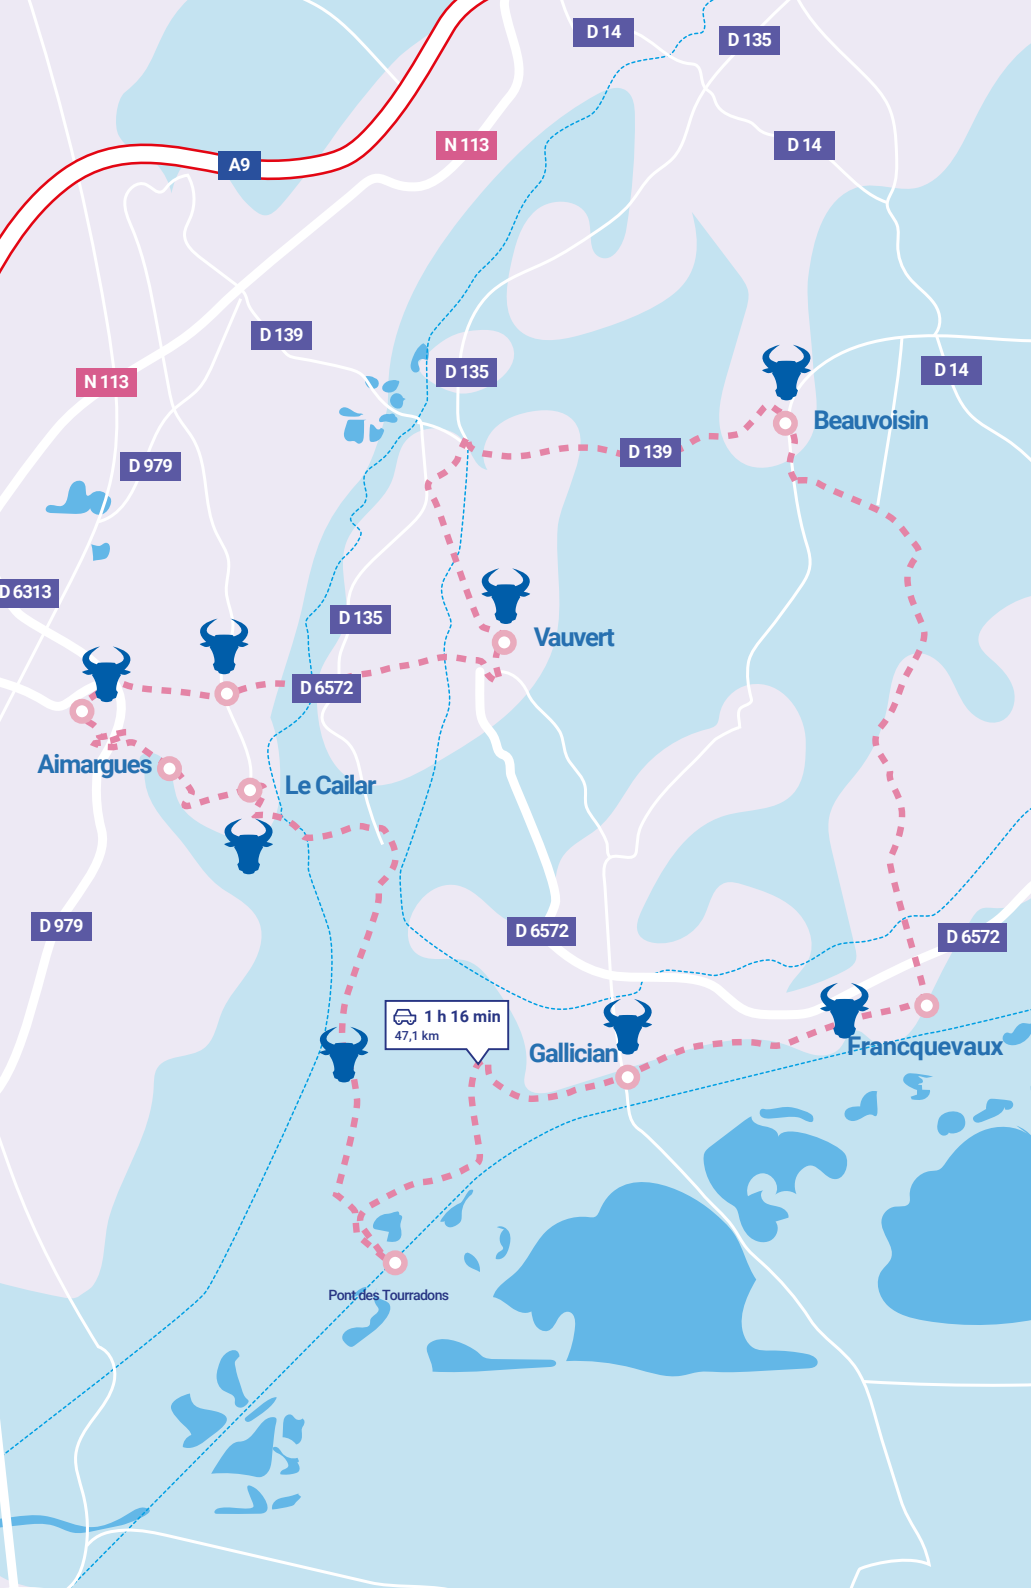 D 14
D 135
N 113
D 14
A9
D 139
D 135
D 14
N 113
Beauvoisin
D 139
D 979
D 6313
D 135
Vauvert
D 6572
Aimargues
Le Cailar
D 979
D 6572
D 6572
1 h 16 min
47,1 km
Gallician
Francquevaux
Pont des Tourradons